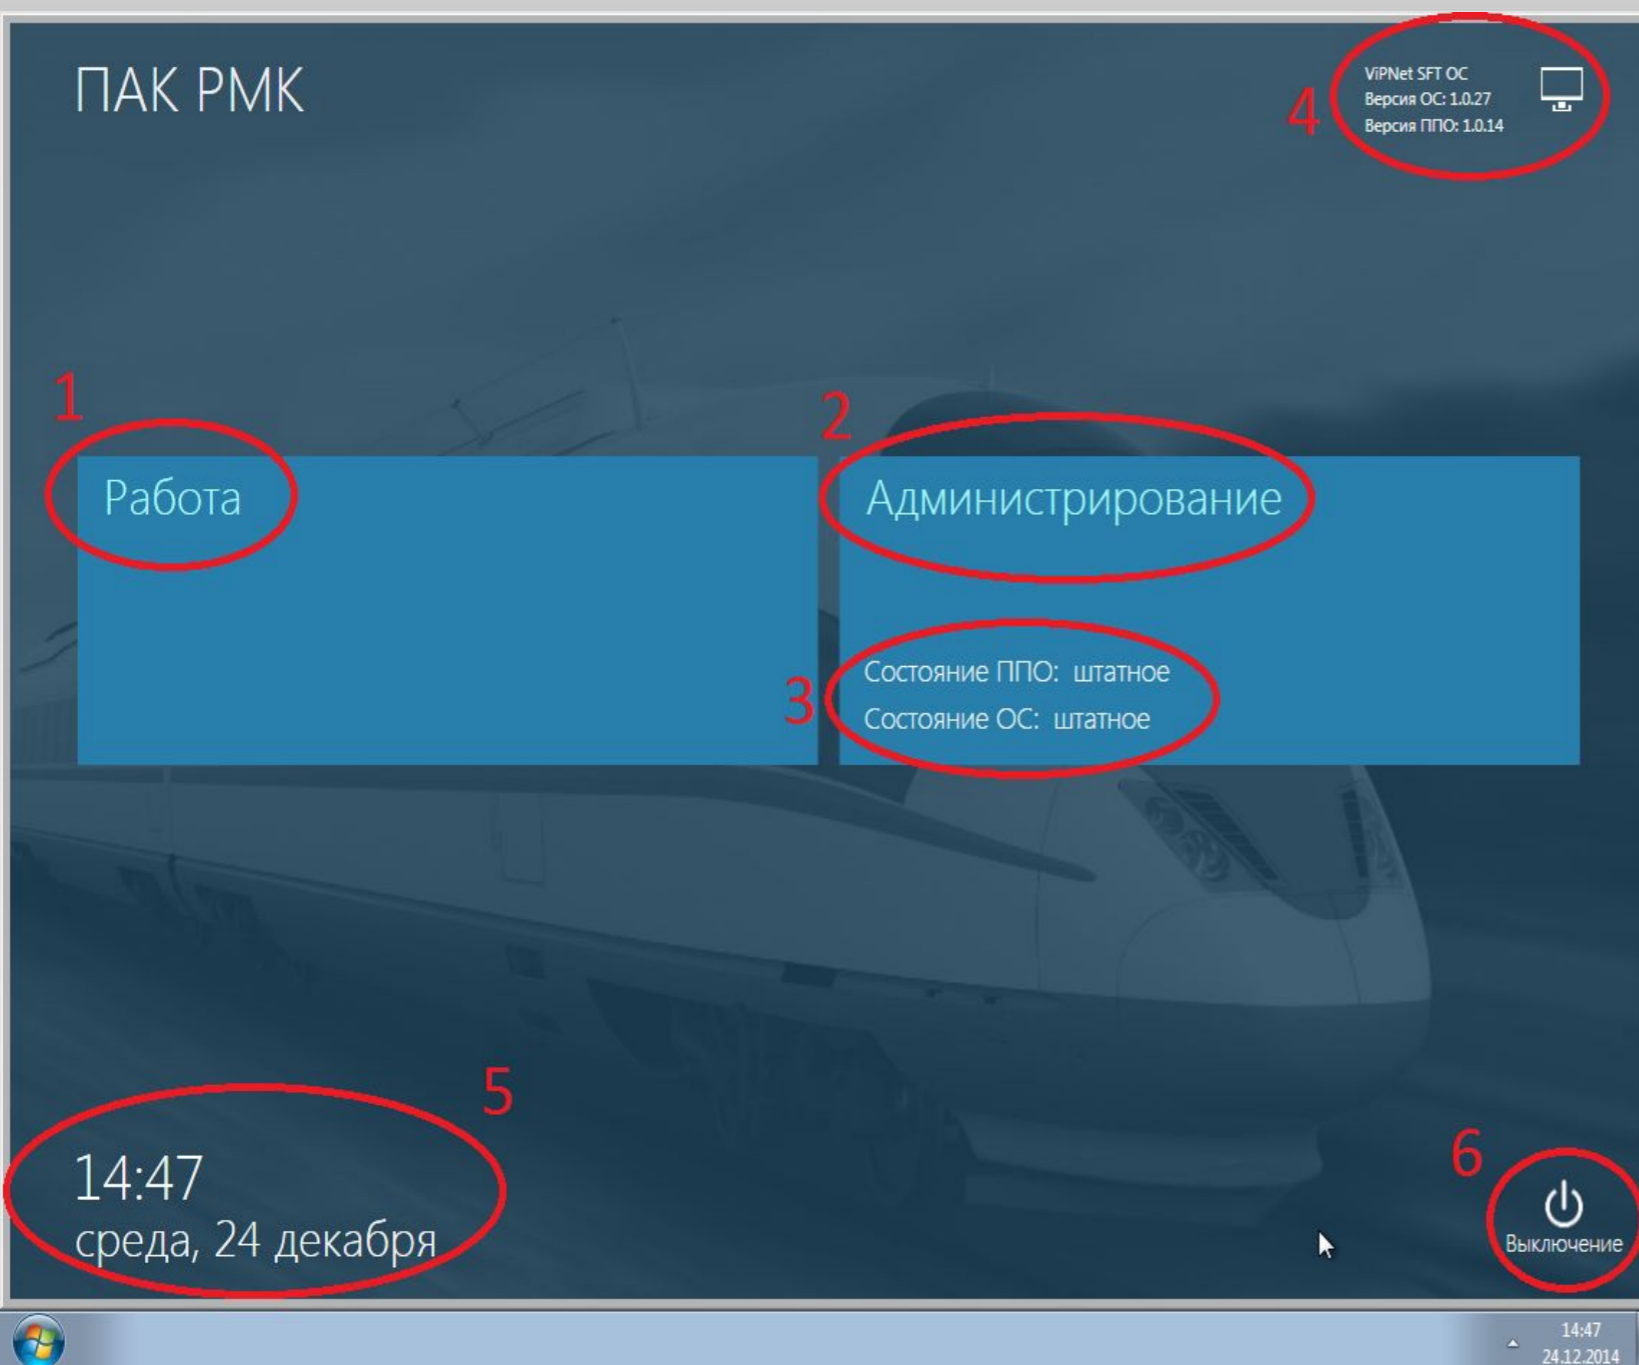 ПАК РМК
4
ViPNet SFT ОС
Версия ОС: 1.0.27
Версия ППО: 1.0.14
1
2
Работа
Администрирование
3
Состояние ППО: штатное
Состояние ОС: штатное
5
14:47
среда, 24 декабря
6
Выключение
14:47
24.12.2014